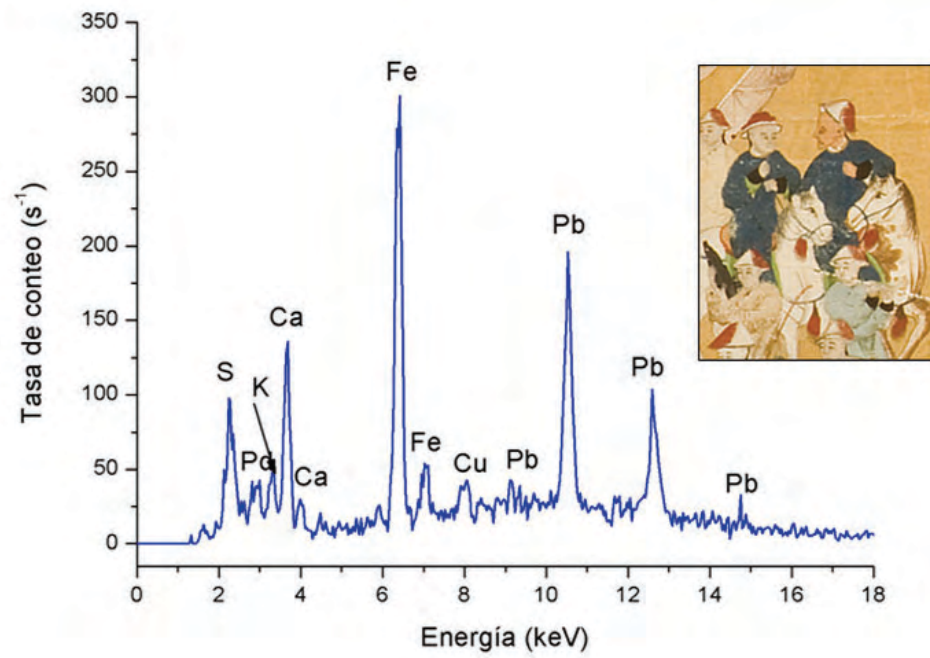 350
300
250
200
150
100
50
0
Tasa de conteo (s⁻¹)
S
Pd
K
Ca
Ca
Fe
Fe
Cu
Pb
Pb
Pb
Pb
0 2 4 6 8 10 12 14 16 18
Energía (keV)